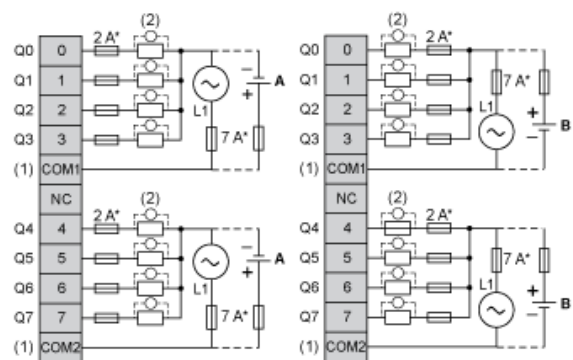 (2) (2)
Q0 0 2 A* Q0 0 2 A*
Q1 1 − A Q1 1 7 A*
Q2 2 + L1 Q2 2 L1 +
Q3 3 7 A* Q3 3 − B
(1) COM1 (1) COM1
NC NC
(2) (2)
Q4 4 2 A* Q4 4 2 A*
Q5 5 − A Q5 5 7 A*
Q6 6 + L1 Q6 6 L1 +
Q7 7 7 A* Q7 7 − B
(1) COM2 (1) COM2